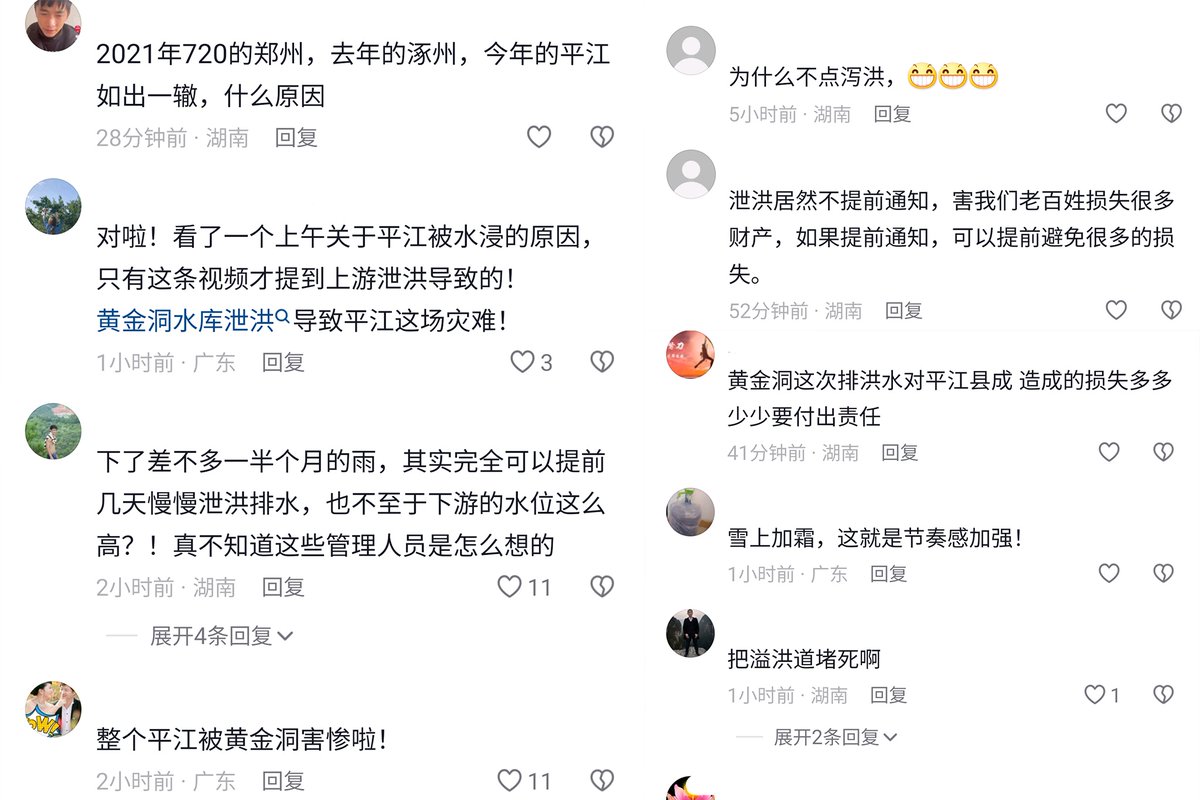 2021年720的郑州，去年的涿州，今年的平江
如出一辙，什么原因
28分钟前 · 湖南 回复
对啦！看了一个上午关于平江被水浸的原因，
只有这条视频才提到上游泄洪导致的！
黄金洞水库泄洪导致平江这场灾难！
1小时前 · 广东 回复 3
下了差不多一半个月的雨，其实完全可以提前
几天慢慢泄洪排水，也不至于下游的水位这么
高？！真不知道这些管理人员是怎么想的
2小时前 · 湖南 回复 11
展开4条回复
OW!
整个平江被黄金洞害惨啦！
2小时前 · 广东 回复 11
为什么不点泻洪，😁😁😁
5小时前 · 湖南 回复
泄洪居然不提前通知，害我们老百姓损失很多
财产，如果提前通知，可以提前避免很多的损
失。
52分钟前 · 湖南 回复
黄金洞这次排洪水对平江县成 造成的损失多多
少少要付出责任
41分钟前 · 湖南 回复
雪上加霜，这就是节奏感加强！
1小时前 · 广东 回复
把溢洪道堵死啊
1小时前 · 湖南 回复 1
展开2条回复